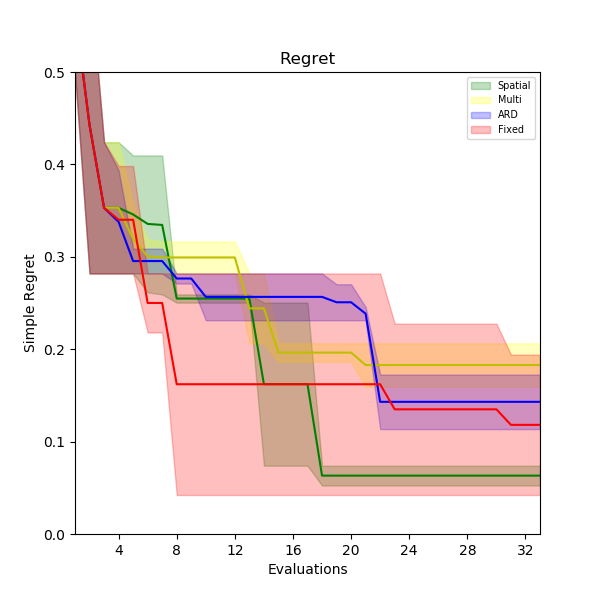 Regret
Spatial
Multi
ARD
Fixed
Simple Regret
0.5
0.4
0.3
0.2
0.1
0.0
4 8 12 16 20 24 28 32
Evaluations